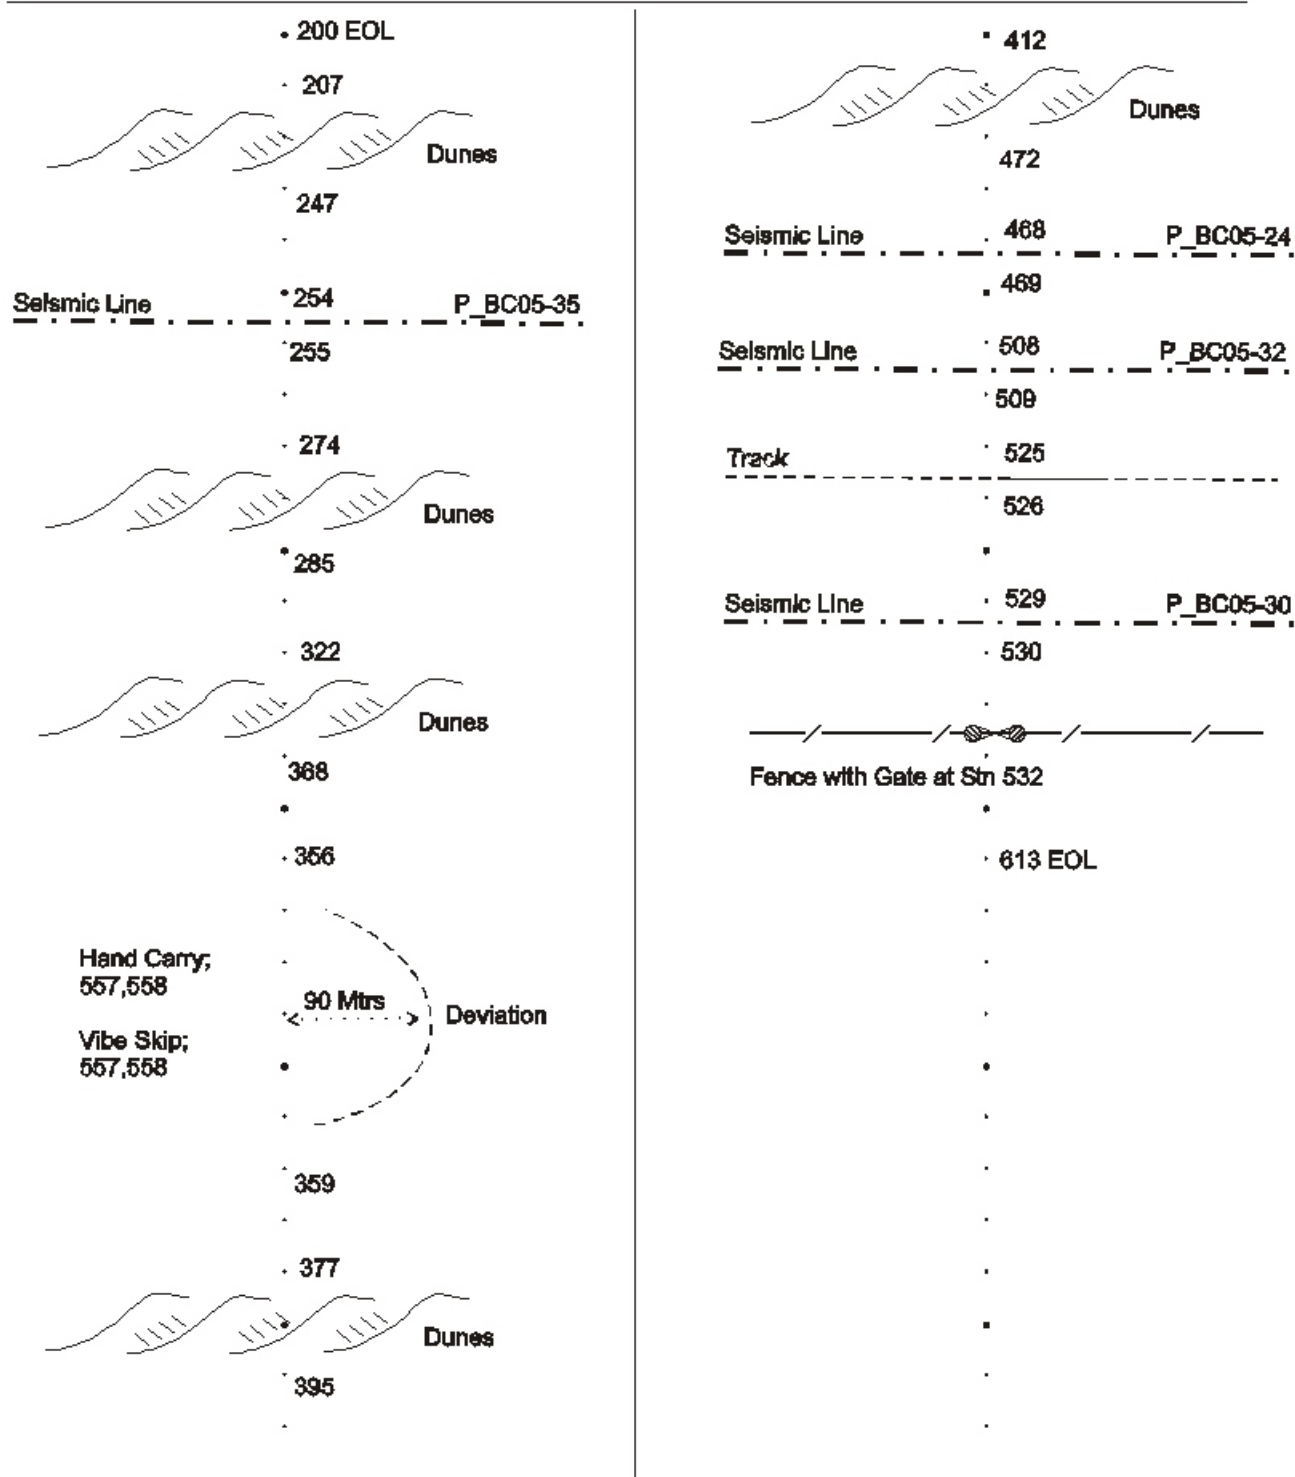 200 EOL
207
Dunes
247
Seismic Line
254
P_BC05-35
255
274
Dunes
285
322
Dunes
368
356
Hand Carry;
557,558
90 Mtrs
Deviation
Vibe Skip;
557,558
359
377
Dunes
395
412
Dunes
472
Seismic Line
468
P_BC05-24
469
Seismic Line
508
P_BC05-32
509
Track
525
526
Seismic Line
529
P_BC05-30
530
Fence with Gate at Stn 532
613 EOL